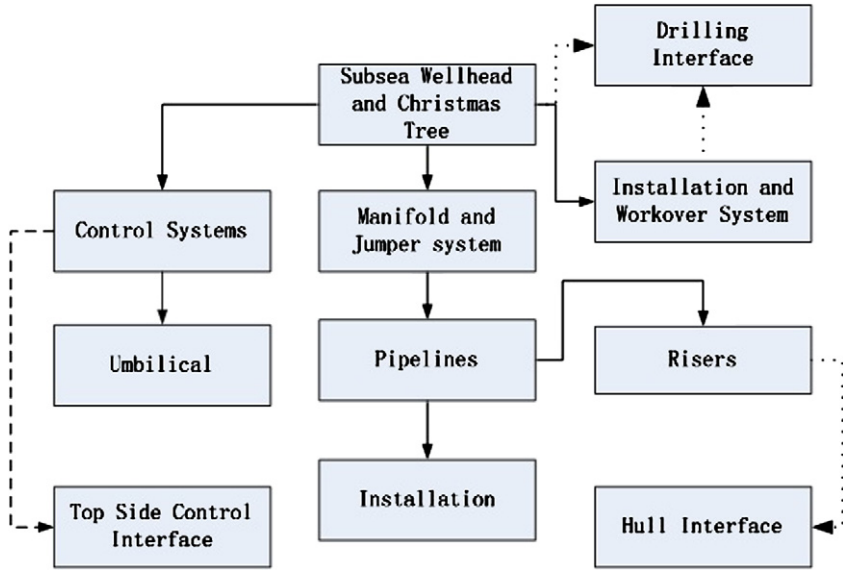 Drilling
Interface
Subsea Wellhead
and Christmas
Tree
Control Systems
Manifold and
Jumper system
Installation and
Workover System
Umbilical
Pipelines
Risers
Top Side Control
Interface
Installation
Hull Interface